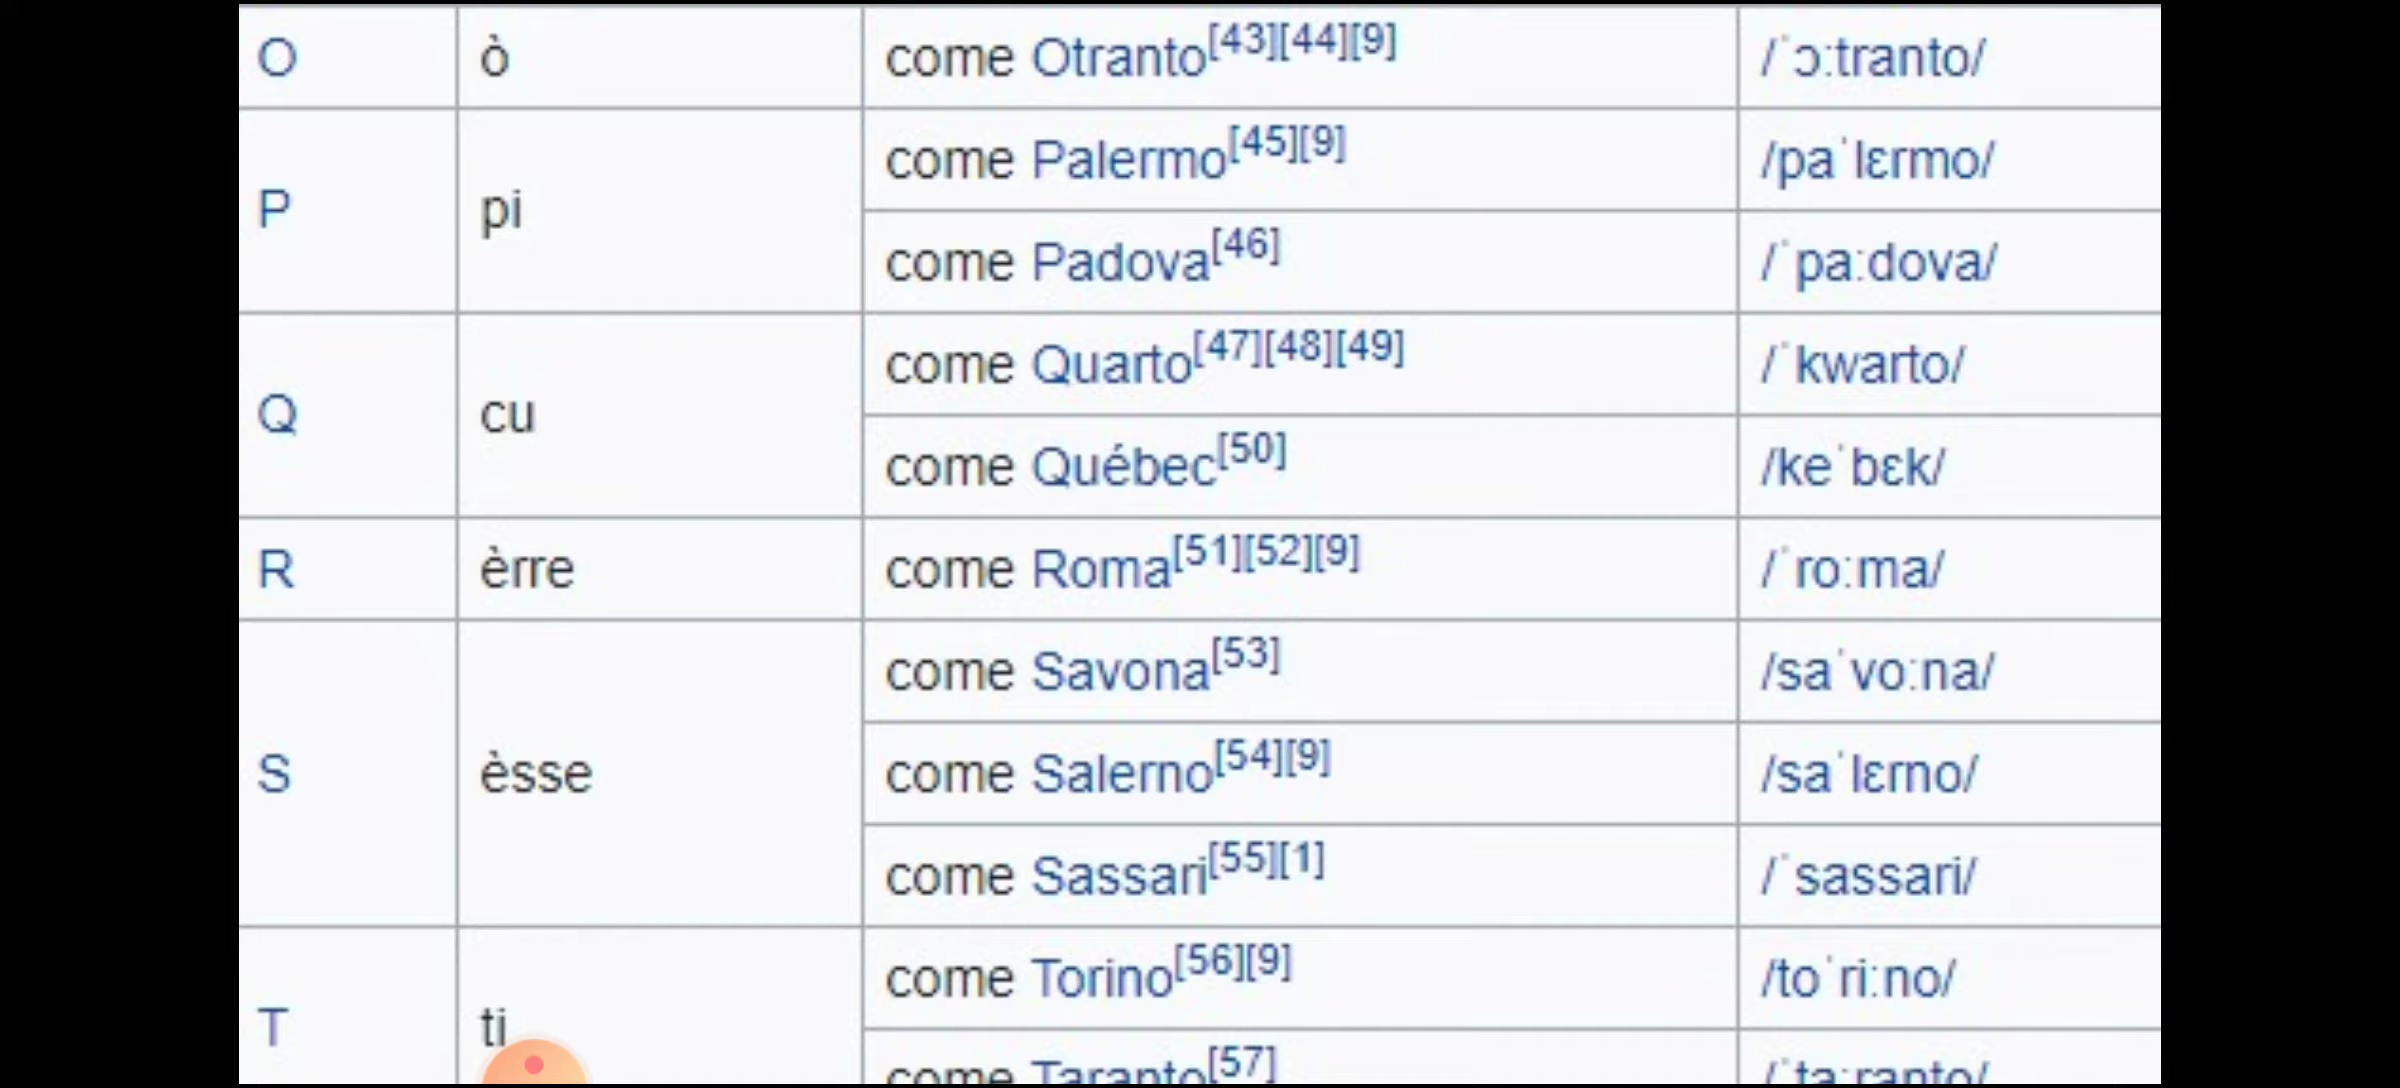 O ò come Otranto[43][44][9] /ˈɔːtranto/
come Palermo[45][9] /paˈlɛrmo/
P pi
come Padova[46] /ˈpaːdova/
come Quarto[47][48][49] /ˈkwarto/
Q cu
come Québec[50] /keˈbɛk/
R èrre come Roma[51][52][9] /ˈroːma/
come Savona[53] /saˈvoːna/
S èsse come Salerno[54][9] /saˈlɛrno/
come Sassari[55][1] /ˈsassari/
come Torino[56][9] /toˈriːno/
T ti
come Taranto[57] /ˈtaːranto/